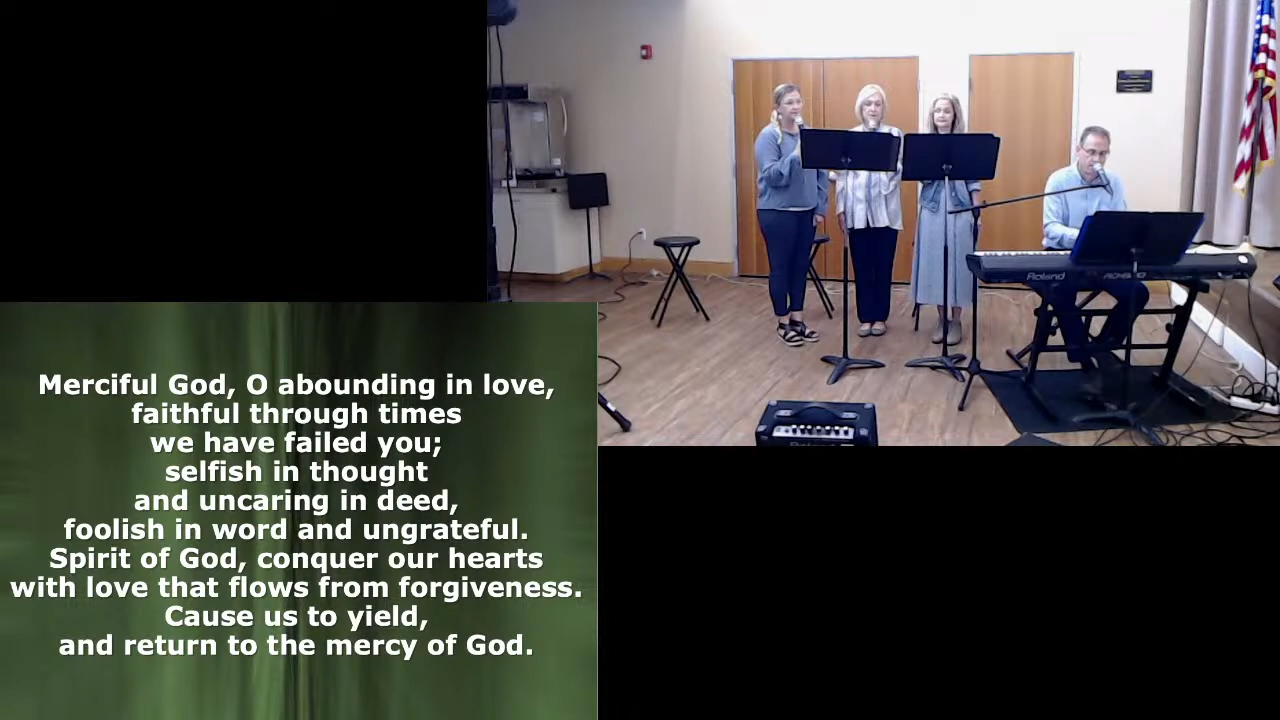 Merciful God, O abounding in love,
faithful through times
we have failed you;
selfish in thought
and uncaring in deed,
foolish in word and ungrateful.
Spirit of God, conquer our hearts
with love that flows from forgiveness.
Cause us to yield,
and return to the mercy of God.
Roland